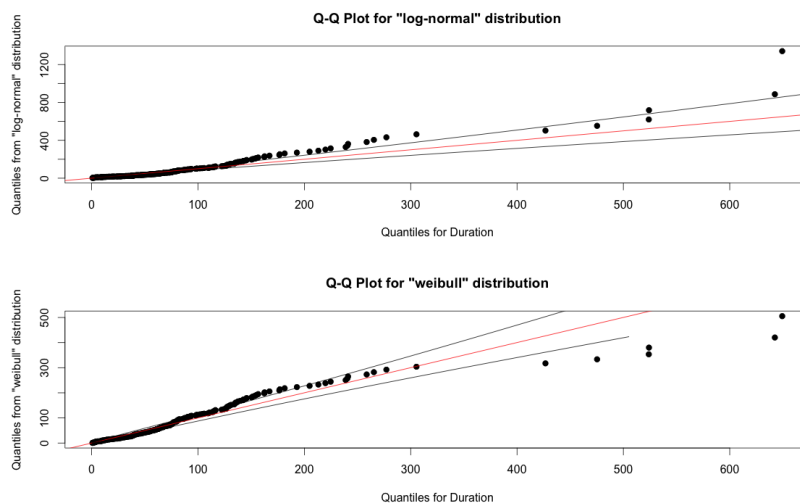 Q-Q Plot for "log-normal" distribution
Quantiles from "log-normal" distribution
1200
800
400
0
0 100 200 300 400 500 600
Quantiles for Duration
Q-Q Plot for "weibull" distribution
Quantiles from "weibull" distribution
500
300
100
0
0 100 200 300 400 500 600
Quantiles for Duration